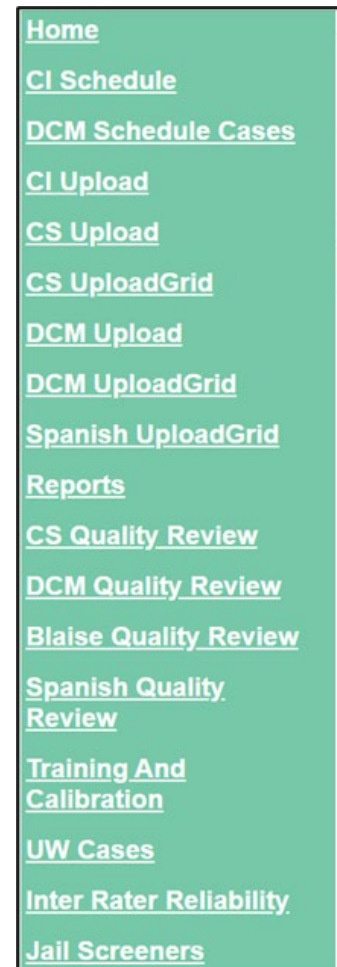 Home
CI Schedule
DCM Schedule Cases
CI Upload
CS Upload
CS UploadGrid
DCM Upload
DCM UploadGrid
Spanish UploadGrid
Reports
CS Quality Review
DCM Quality Review
Blaise Quality Review
Spanish Quality
Review
Training And
Calibration
UW Cases
Inter Rater Reliability
Jail Screeners